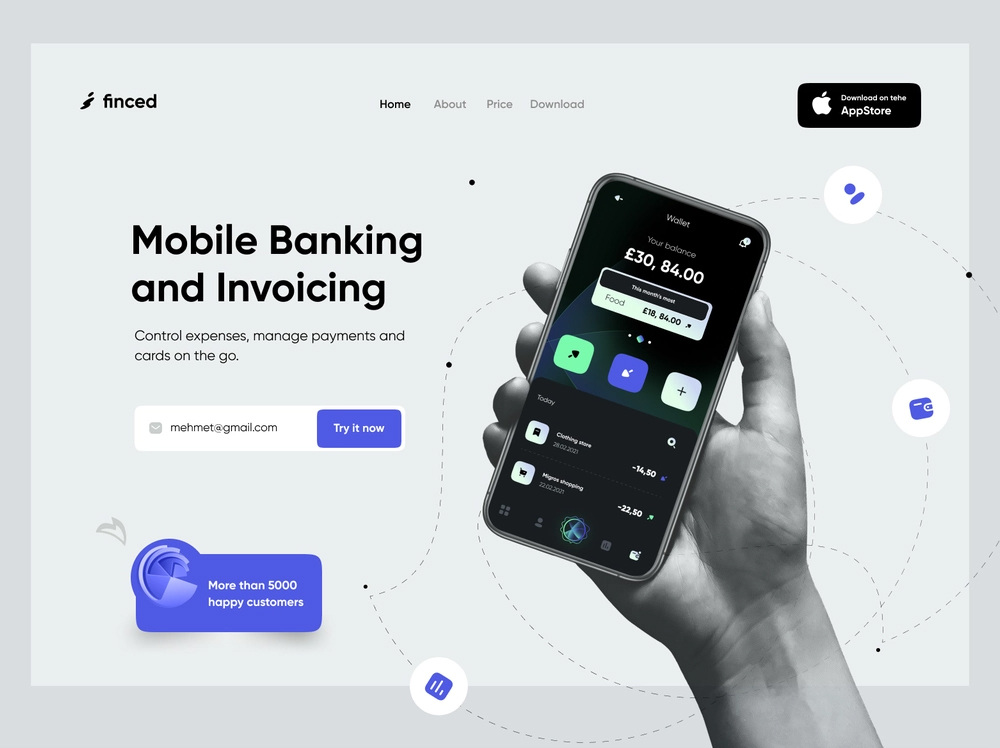 finced
Home
About
Price
Download
Download on tehe
AppStore
Mobile Banking
and Invoicing
Control expenses, manage payments and
cards on the go.
mehmet@gmail.com
Try it now
More than 5000
happy customers
Wallet
Your balance
£30, 84.00
This month's most
Food
£18, 84.00
Today
Clothing store
28.02.2021
-14,50
Migros shopping
22.02.2021
-22,50